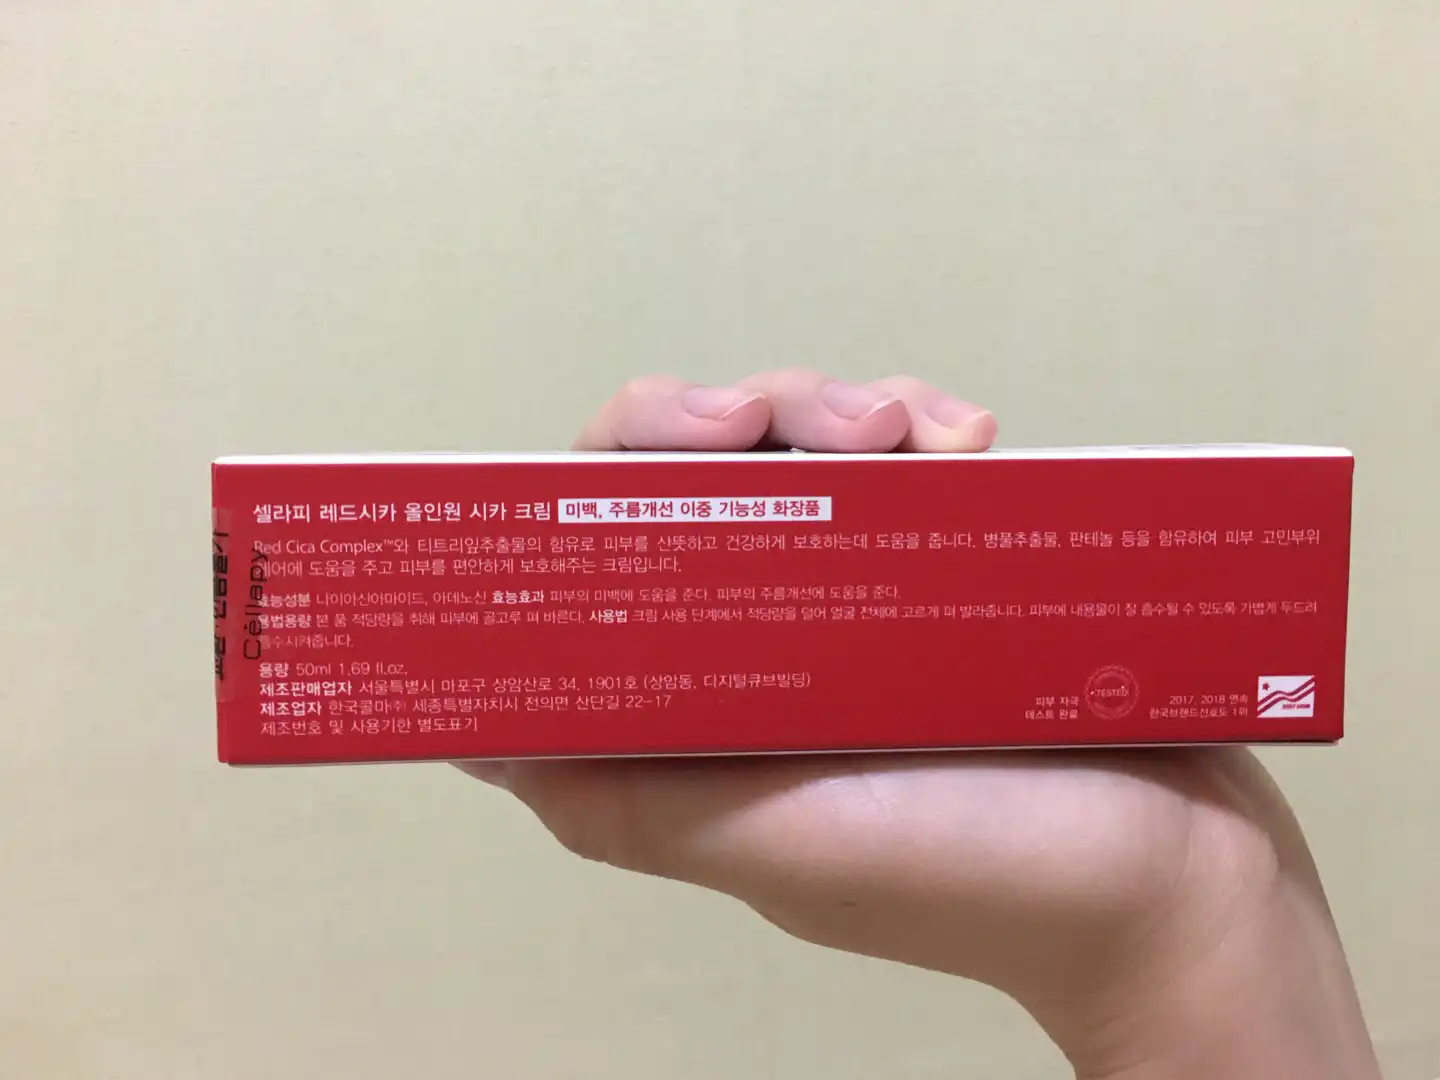 셀라피 레드시카 올인원 시카 크림 미백, 주름개선 이중 기능성 화장품
Red Cica Complex™와 티트리잎추출물의 함유로 피부를 산뜻하고 건강하게 보호하는데 도움을 줍니다. 병풀추출물, 판테놀 등을 함유하여 피부 고민부위
케어에 도움을 주고 피부를 편안하게 보호해주는 크림입니다.
효능성분 나이아신아마이드, 아데노신 효능효과 피부의 미백에 도움을 준다. 피부의 주름개선에 도움을 준다.
용법용량 본 품 적당량을 취해 피부에 골고루 펴 바른다. 사용법 크림 사용 단계에서 적당량을 덜어 얼굴 전체에 고르게 펴 발라줍니다. 피부에 내용물이 잘 흡수될 수 있도록 가볍게 두드려
흡수시켜줍니다.
용량 50ml 1.69 fl.oz.
제조판매업자 서울특별시 마포구 상암산로 34, 1901호 (상암동, 디지털큐브빌딩)
제조업자 한국콜마㈜ 세종특별자치시 전의면 산단길 22-17
제조번호 및 사용기한 별도표기
피부 자극
테스트 완료
TESTED
2017, 2018 연속
한국브랜드선호도 1위
Céllapy